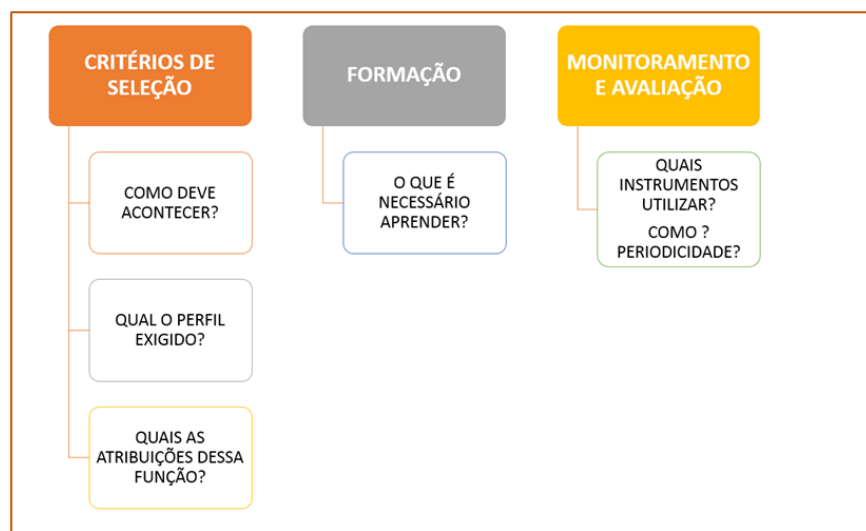 CRITÉRIOS DE
SELEÇÃO
COMO DEVE
ACONTECER?
QUAL O PERFIL
EXIGIDO?
QUAIS AS
ATRIBUIÇÕES DESSA
FUNÇÃO?
FORMAÇÃO
O QUE É
NECESSÁRIO
APRENDER?
MONITORAMENTO
E AVALIAÇÃO
QUAIS
INSTRUMENTOS
UTILIZAR?
COMO ?
PERIODICIDADE?